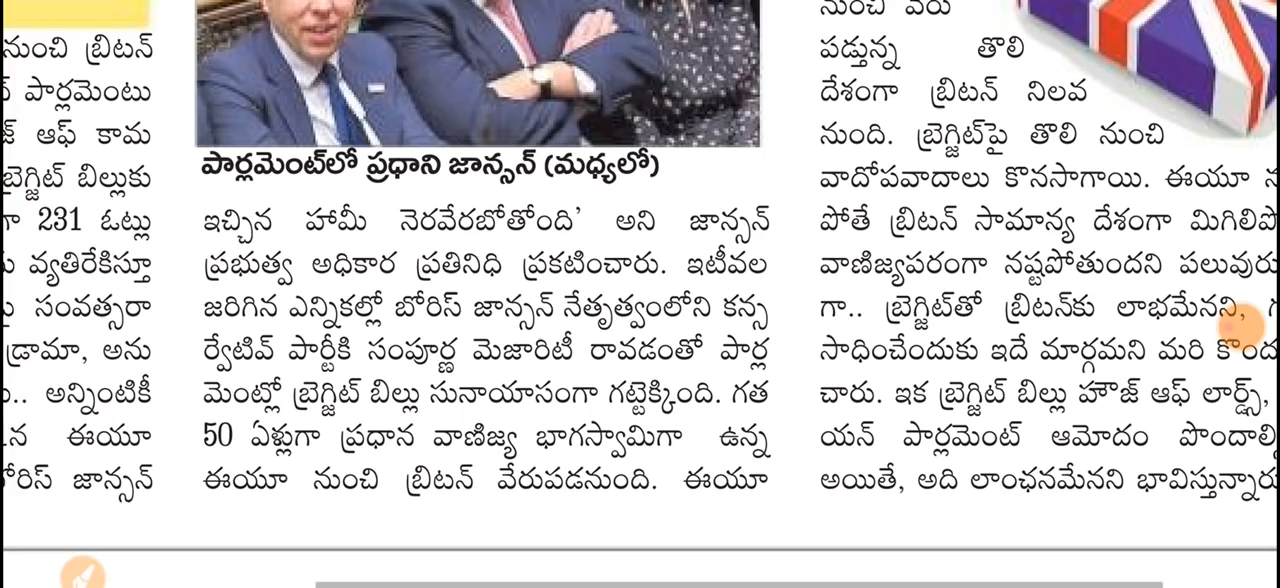 నుంచి బ్రిటన్
పార్లమెంటు
ఆఫ్ కామ
బ్రెగ్జిట్ బిల్లుకు
231 ఓట్లు
వ్యతిరేకిస్తూ
సంవత్సరా
డ్రామా, అను
అన్నింటికీ
ఈయూ
జాన్సన్
పార్లమెంట్‌లో ప్రధాని జాన్సన్ (మధ్యలో)
ఇచ్చిన హామీ నెరవేరబోతోంది' అని జాన్సన్
ప్రభుత్వ అధికార ప్రతినిధి ప్రకటించారు. ఇటీవల
జరిగిన ఎన్నికల్లో బోరిస్ జాన్సన్ నేతృత్వంలోని కన్స
ర్వేటివ్ పార్టీకి సంపూర్ణ మెజారిటీ రావడంతో పార్ల
మెంట్లో బ్రెగ్జిట్ బిల్లు సునాయాసంగా గట్టెక్కింది. గత
50 ఏళ్లుగా ప్రధాన వాణిజ్య భాగస్వామిగా ఉన్న
ఈయూ నుంచి బ్రిటన్ వేరుపడనుంది. ఈయూ
పడ్తున్న తొలి
దేశంగా బ్రిటన్ నిలవ
నుంది. బ్రెగ్జిట్‌పై తొలి నుంచి
వాదోపవాదాలు కొనసాగాయి. ఈయూ
పోతే బ్రిటన్ సామాన్య దేశంగా
వాణిజ్యపరంగా నష్టపోతుందని
గా.. బ్రెగ్జిట్‌తో బ్రిటన్‌కు లాభమేనని,
సాధించేందుకు ఇదే మార్గమని మరి
చారు. ఇక బ్రెగ్జిట్ బిల్లు హౌజ్ ఆఫ్ లార్డ్స్,
యన్ పార్లమెంట్ ఆమోదం
అయితే, అది లాంఛనమేనని